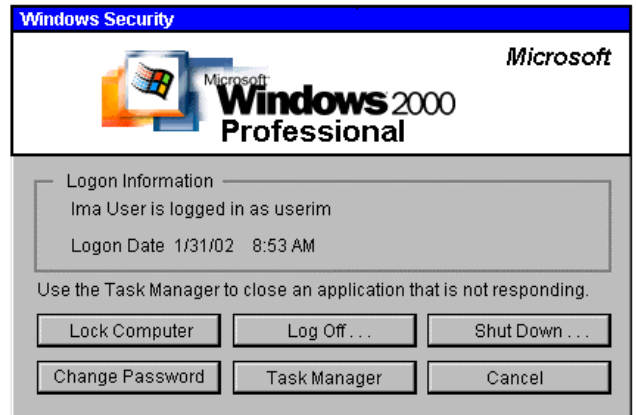 Windows Security
Microsoft
Microsoft
Windows 2000
Professional
Logon Information
Ima User is logged in as userim
Logon Date 1/31/02 8:53 AM
Use the Task Manager to close an application that is not responding.
Lock Computer Log Off . . . Shut Down . . .
Change Password Task Manager Cancel